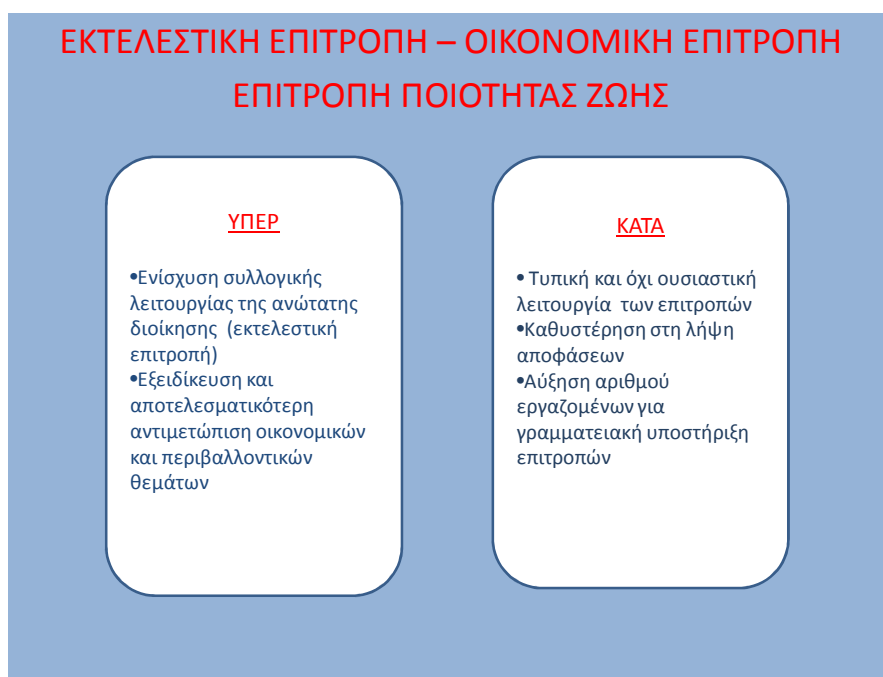 ΕΚΤΕΛΕΣΤΙΚΗ ΕΠΙΤΡΟΠΗ – ΟΙΚΟΝΟΜΙΚΗ ΕΠΙΤΡΟΠΗ
ΕΠΙΤΡΟΠΗ ΠΟΙΟΤΗΤΑΣ ΖΩΗΣ
ΥΠΕΡ
•Ενίσχυση συλλογικής
λειτουργίας της ανώτατης
διοίκησης (εκτελεστική
επιτροπή)
•Εξειδίκευση και
αποτελεσματικότερη
αντιμετώπιση οικονομικών
και περιβαλλοντικών
θεμάτων
ΚΑΤΑ
• Τυπική και όχι ουσιαστική
λειτουργία των επιτροπών
•Καθυστέρηση στη λήψη
αποφάσεων
•Αύξηση αριθμού
εργαζομένων για
γραμματειακή υποστήριξη
επιτροπών